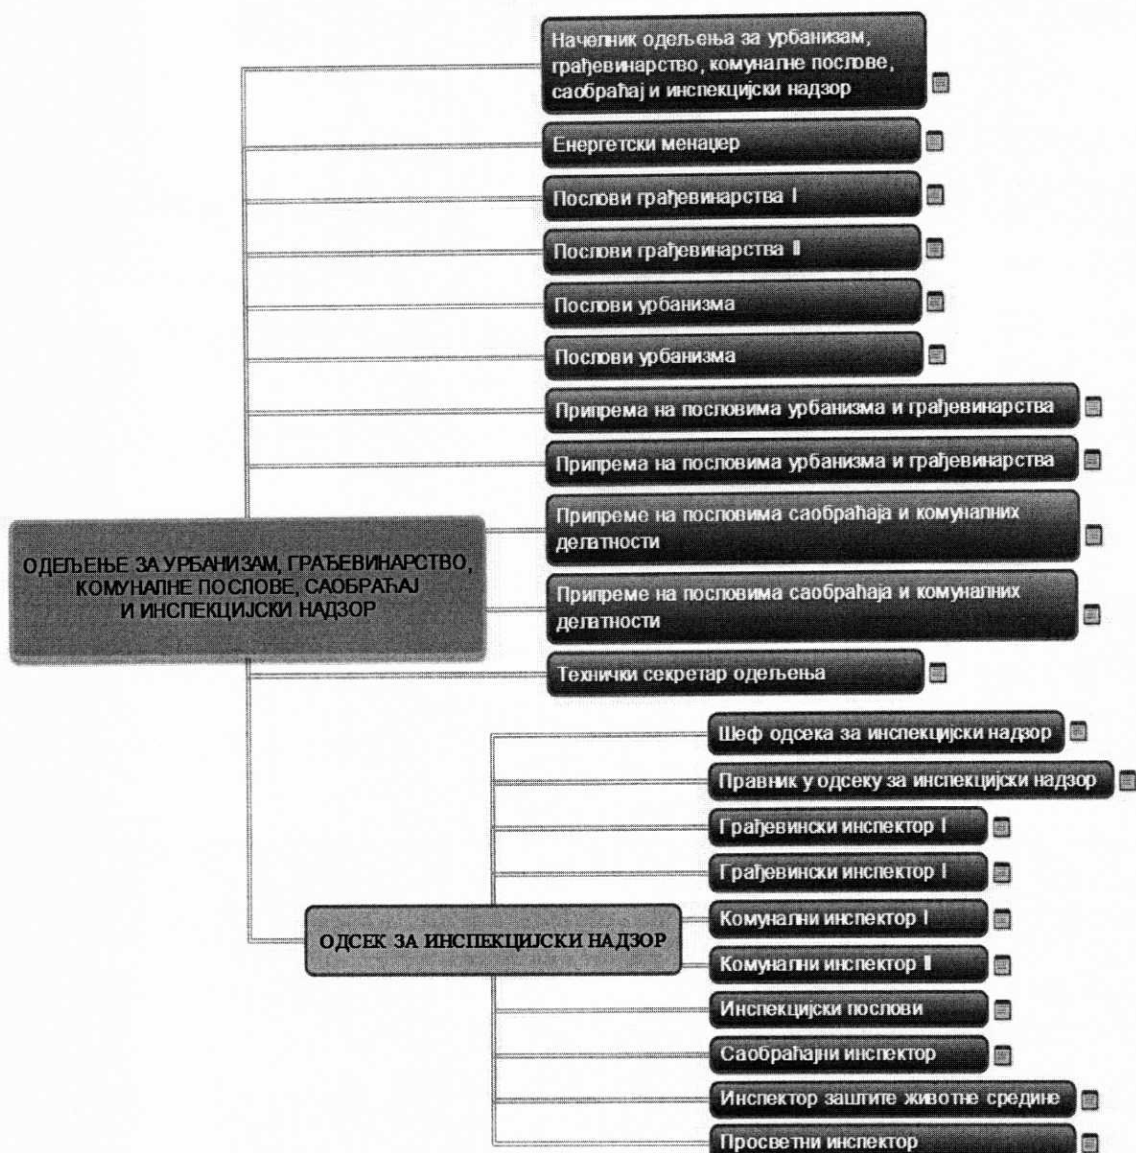 Начелник одељења за урбанизам,
грађевинарство, комуналне послове,
саобраћај и инспекцијски надзор
Енергетски менаџер
Послови грађевинарства I
Послови грађевинарства II
Послови урбанизма
Послови урбанизма
Припрема на пословима урбанизма и грађевинарства
Припрема на пословима урбанизма и грађевинарства
Припреме на пословима саобраћаја и комуналних
делатности
ОДЕЉЕЊЕ ЗА УРБАНИЗАМ, ГРАЂЕВИНАРСТВО,
КОМУНАЛНЕ ПОСЛОВЕ, САОБРАЋАЈ
И ИНСПЕКЦИЈСКИ НАДЗОР
Припреме на пословима саобраћаја и комуналних
делатности
Технички секретар одељења
Шеф одсека за инспекцијски надзор
Правник у одсеку за инспекцијски надзор
Грађевински инспектор I
Грађевински инспектор I
ОДСЕК ЗА ИНСПЕКЦИЈСКИ НАДЗОР
Комунални инспектор I
Комунални инспектор II
Инспекцијски послови
Саобраћајни инспектор
Инспектор заштите животне средине
Просветни инспектор